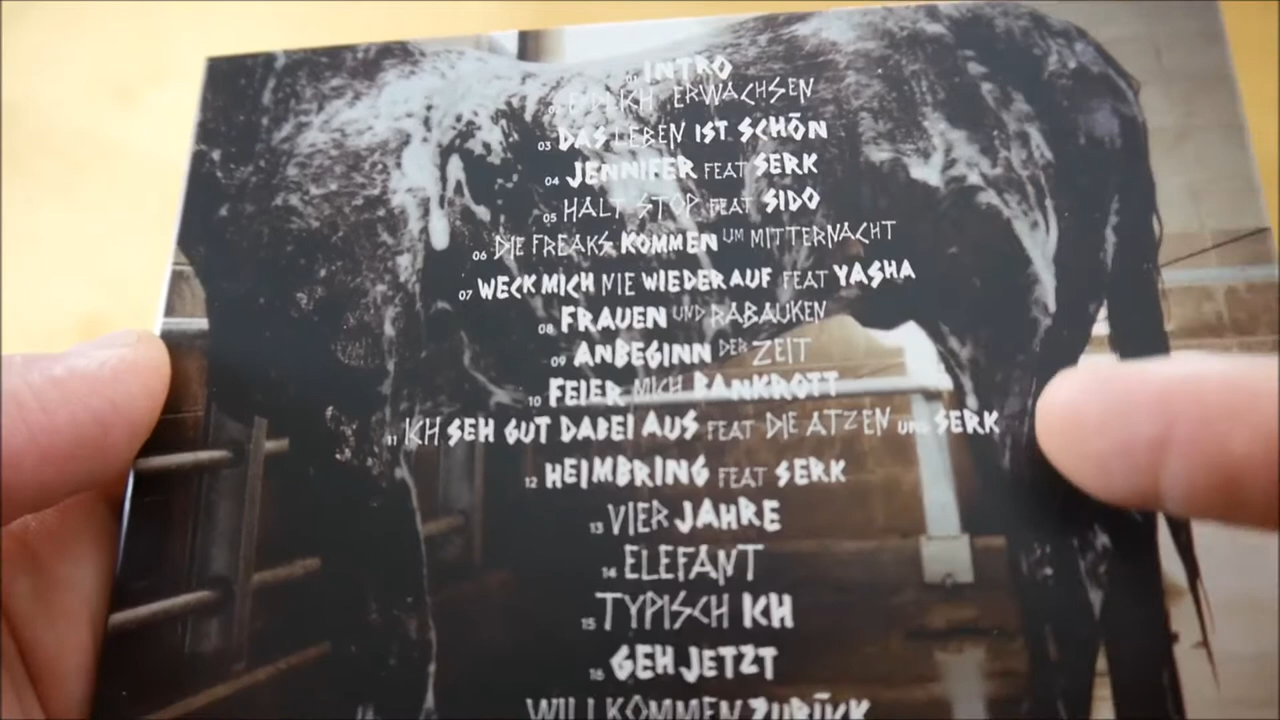 01 INTRO
02 ENDLICH ERWACHSEN
03 DAS LEBEN IST SCHÖN
04 JENNIFER FEAT SERK
05 HALT STOP FEAT SIDO
06 DIE FREAKS KOMMEN UM MITTERNACHT
07 WECK MICH NIE WIEDER AUF FEAT YASHA
08 FRAUEN UND RABAUKEN
09 ANBEGINN DER ZEIT
10 FEIER MICH BANKROTT
11 ICH SEH GUT DABEI AUS FEAT DIE ATZEN UND SERK
12 HEIMBRING FEAT SERK
13 VIER JAHRE
14 ELEFANT
15 TYPISCH ICH
16 GEH JETZT
WILLKOMMEN ZURÜCK